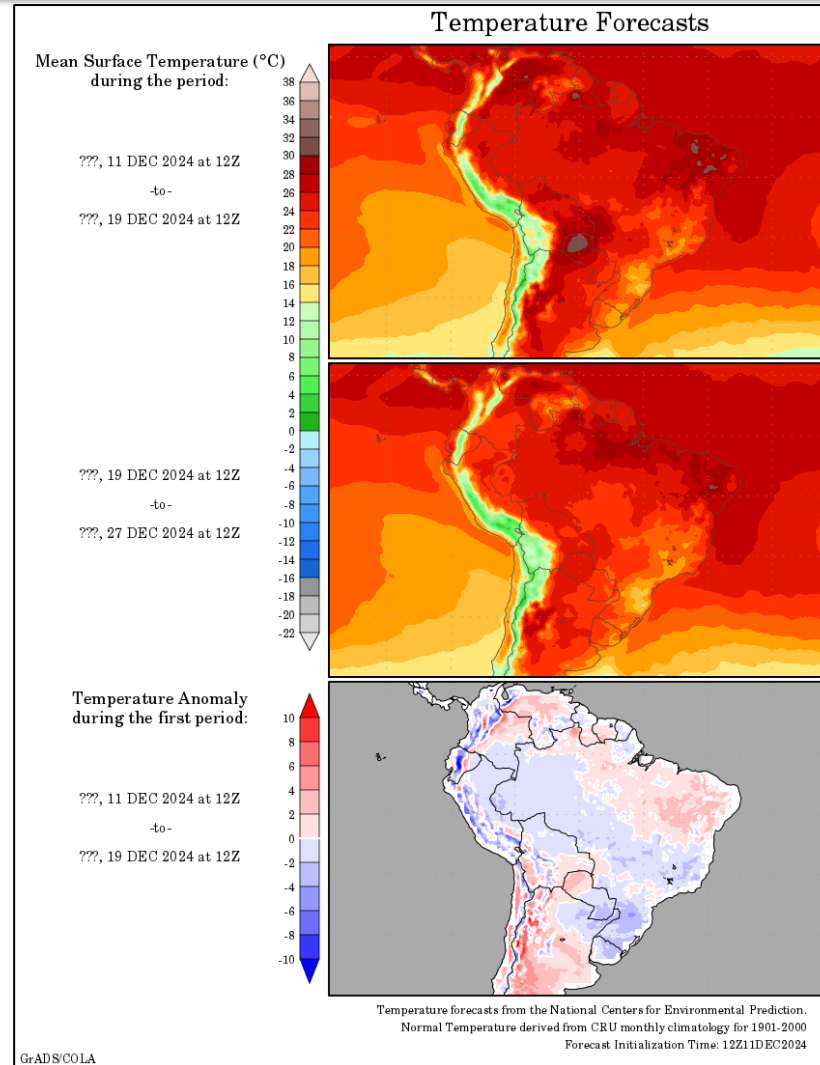 Temperature Forecasts
Mean Surface Temperature (°C)
during the period:
38
36
34
32
30
28
26
24
22
20
18
16
14
12
10
8
6
4
2
0
-2
-4
-6
-8
-10
-12
-14
-16
-18
-20
-22
???, 11 DEC 2024 at 12Z
-to-
???, 19 DEC 2024 at 12Z
???, 19 DEC 2024 at 12Z
-to-
???, 27 DEC 2024 at 12Z
Temperature Anomaly
during the first period:
10
8
6
4
2
0
-2
-4
-6
-8
-10
???, 11 DEC 2024 at 12Z
-to-
???, 19 DEC 2024 at 12Z
Temperature forecasts from the National Centers for Environmental Prediction.
Normal Temperature derived from CRU monthly climatology for 1901-2000
Forecast Initialization Time: 12Z11DEC2024
GrADS/COLA